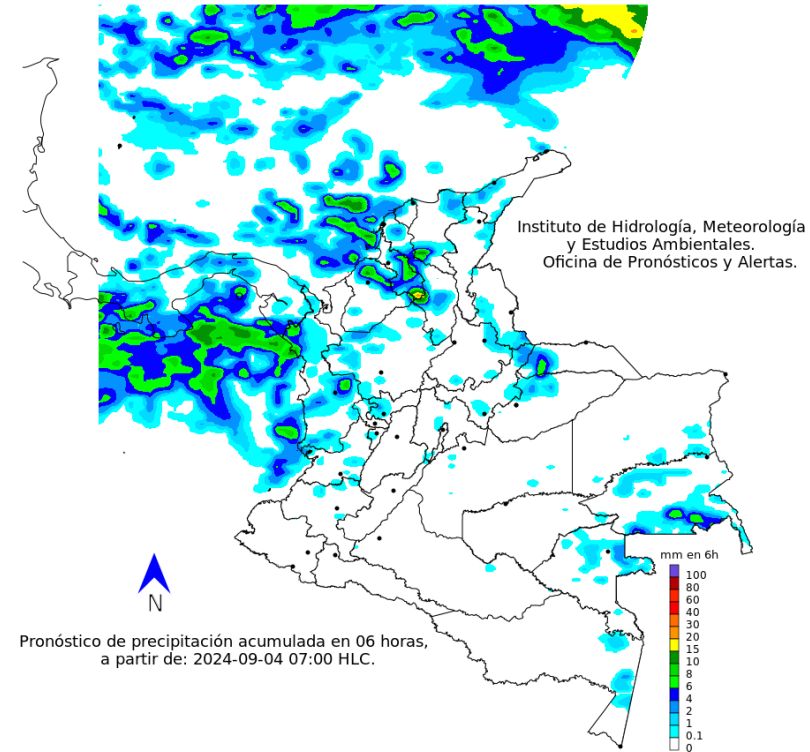 Instituto de Hidrología, Meteorología
y Estudios Ambientales.
Oficina de Pronósticos y Alertas.
mm en 6h
100
80
60
40
30
20
15
10
8
6
4
2
1
0.1
0
N
Pronóstico de precipitación acumulada en 06 horas,
a partir de: 2024-09-04 07:00 HLC.